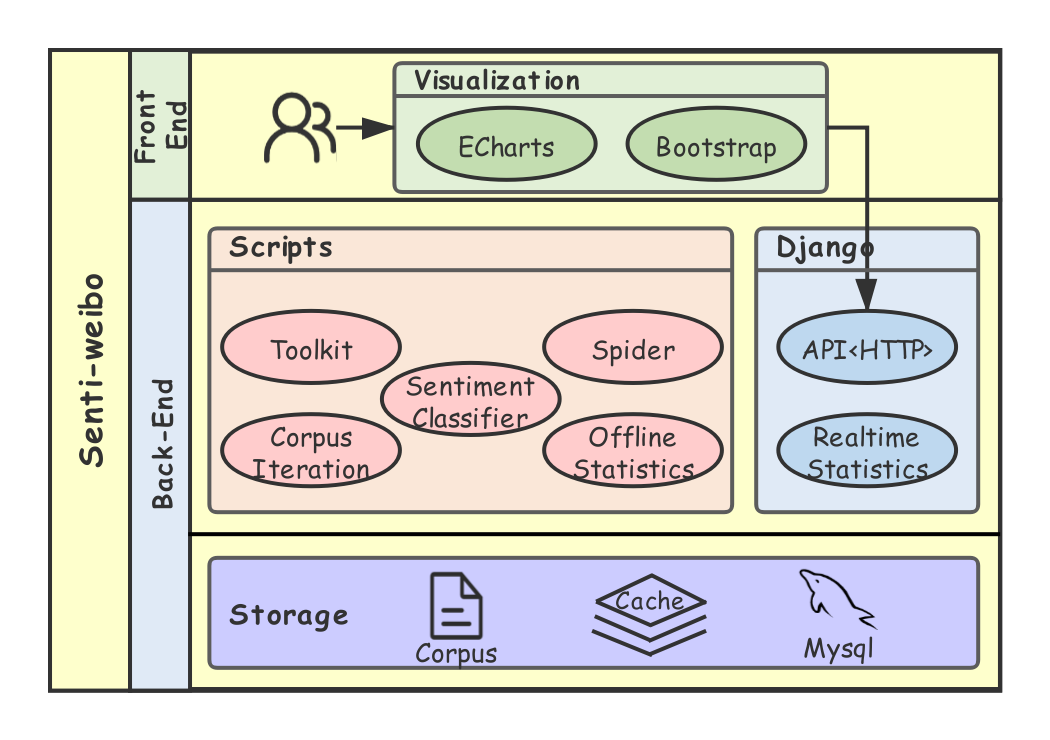 Senti-weibo
Front
End
Visualization
ECharts
Bootstrap
Back-End
Scripts
Toolkit
Spider
Sentiment
Classifier
Corpus
Iteration
Offline
Statistics
Django
API<HTTP>
Realtime
Statistics
Storage
Corpus
Cache
Mysql